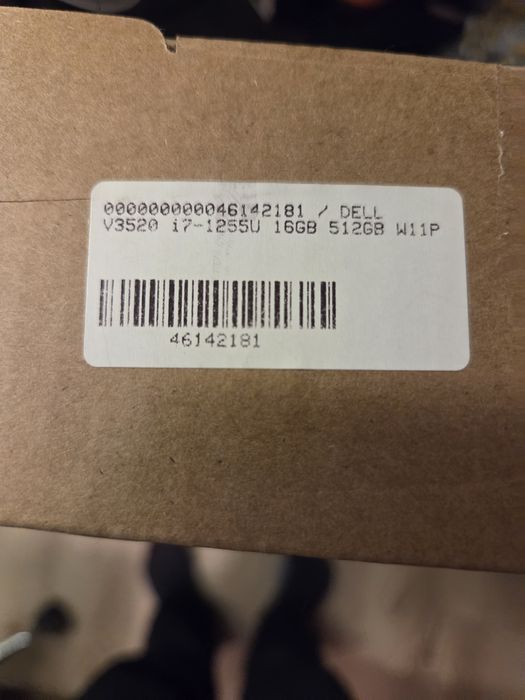 000000000046142181 / DELL
V3520 i7-1255U 16GB 512GB W11P
46142181